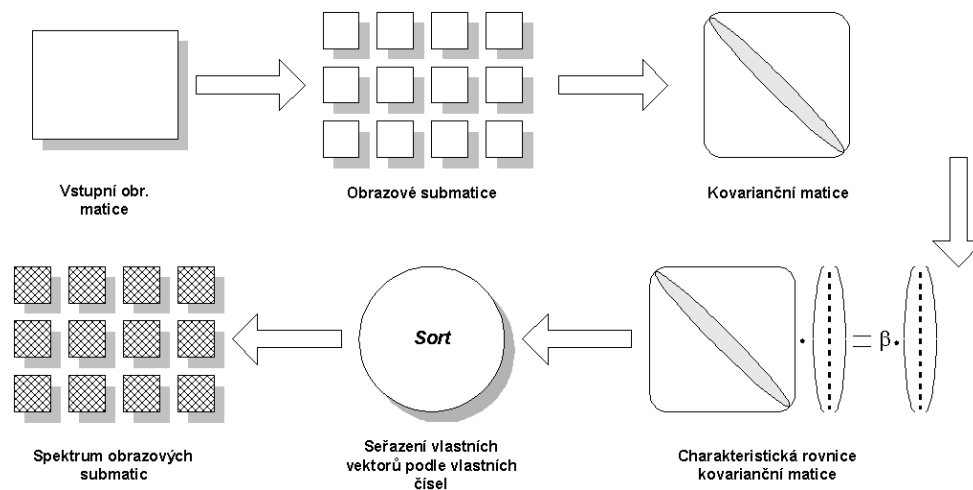 Vstupní obr.
matice
Obrazové submatice
Kovarianční matice
Sort
β
Spektrum obrazových
submatic
Seřazení vlastních
vektorů podle vlastních
čísel
Charakteristická rovnice
kovarianční matice